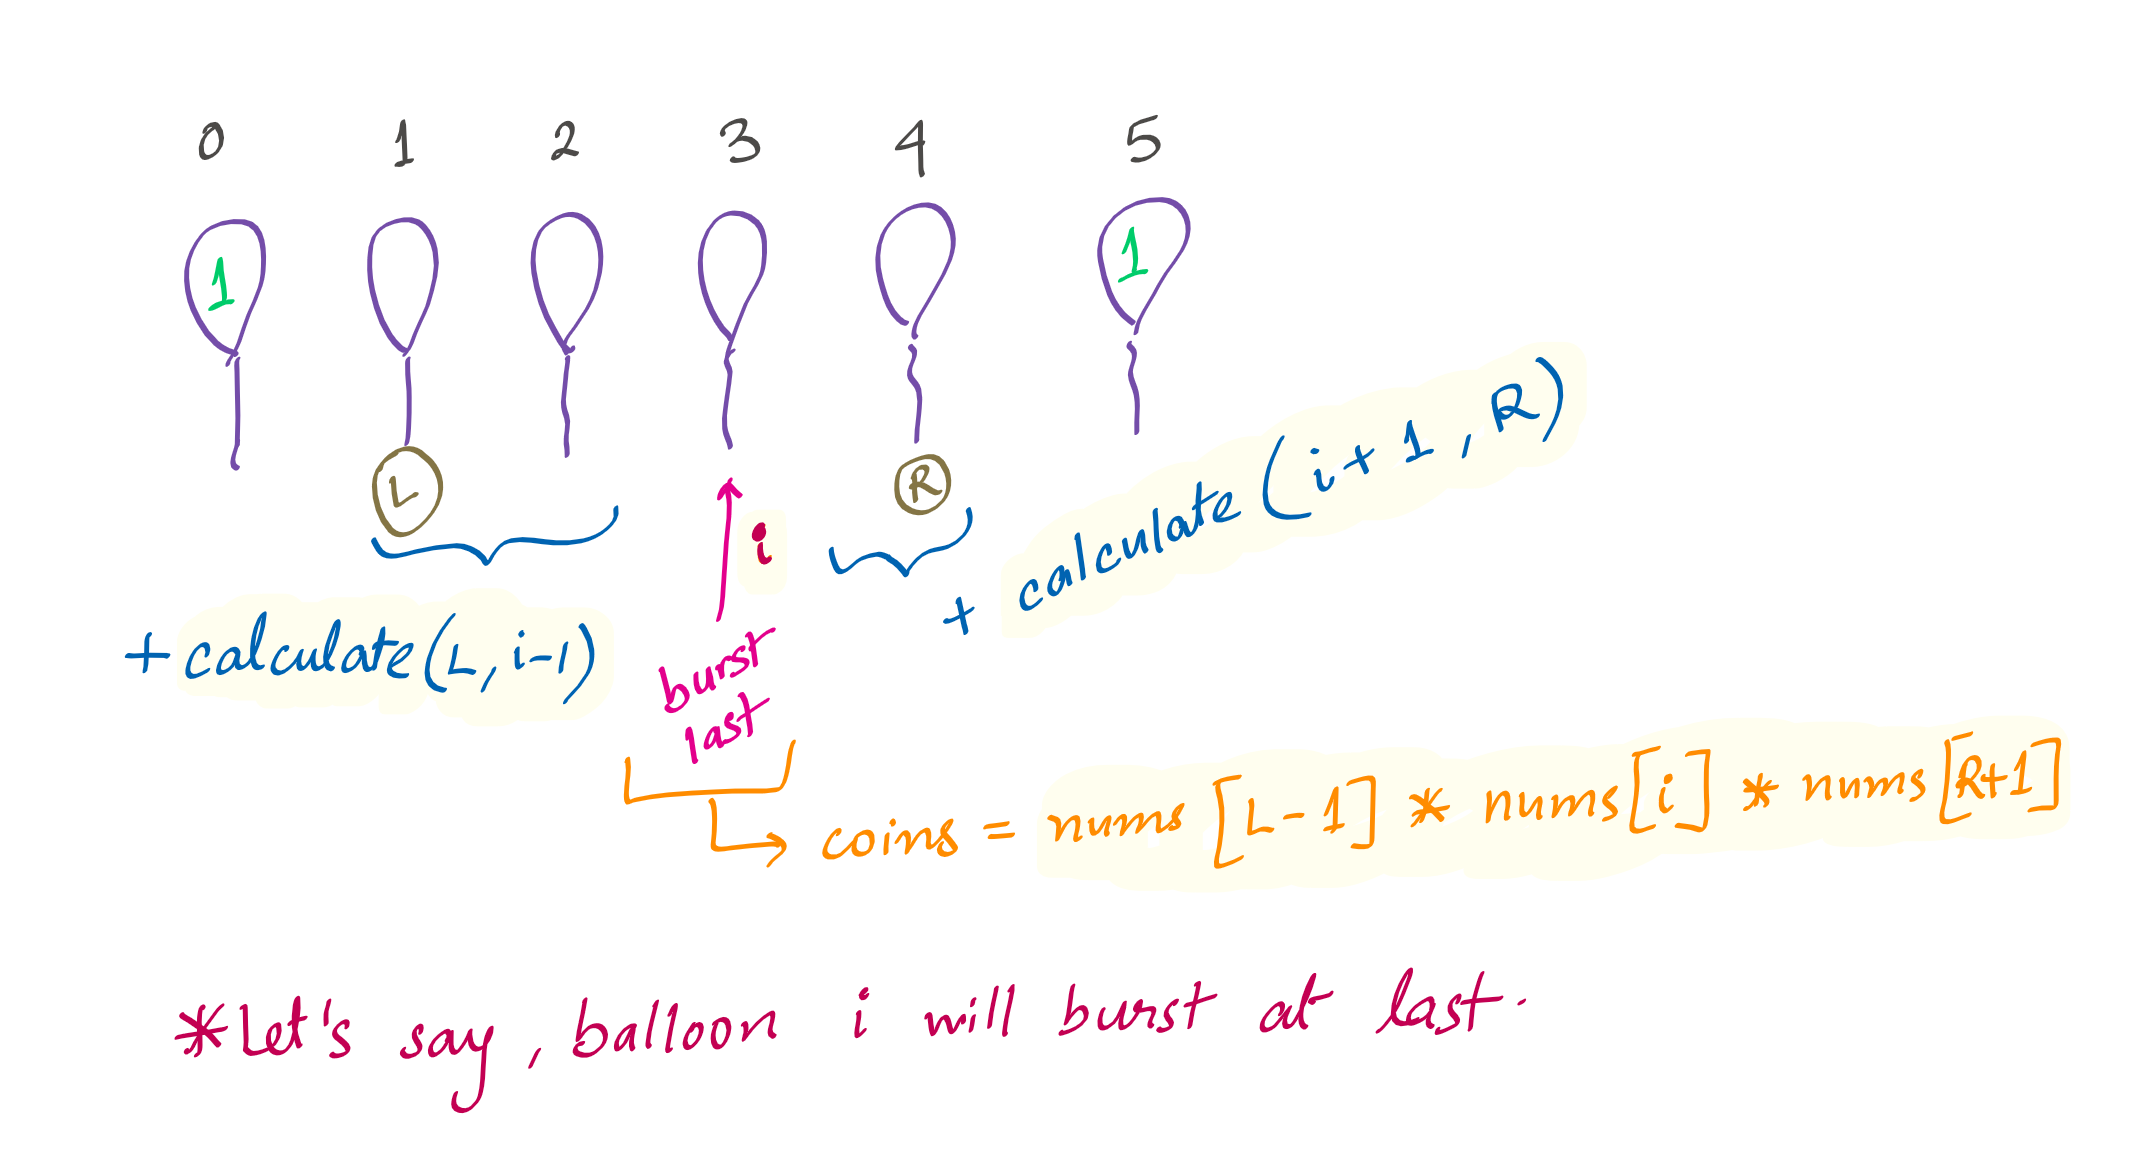 0 1 2 3 4 5
1 1
L R
i
+ calculate (i+1, R)
+ calculate(L, i-1)
burst
last
coins = nums [L-1] * nums[i] * nums[R+1]
*Let's say, balloon i will burst at last.